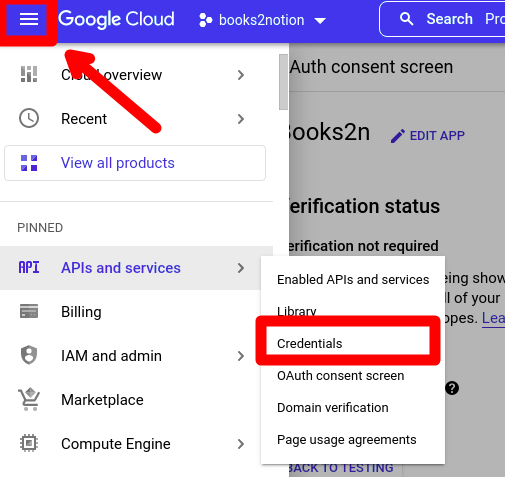 Google Cloud
books2notion
Search Pro
Cloud overview
Recent
View all products
PINNED
API APIs and services
Billing
IAM and admin
Marketplace
Compute Engine
Enabled APIs and services
Library
Credentials
OAuth consent screen
Domain verification
Page usage agreements
Auth consent screen
Books2n
EDIT APP
erification status
erification not required
eing show
ll of your
opes. Lea
BACK TO TESTING